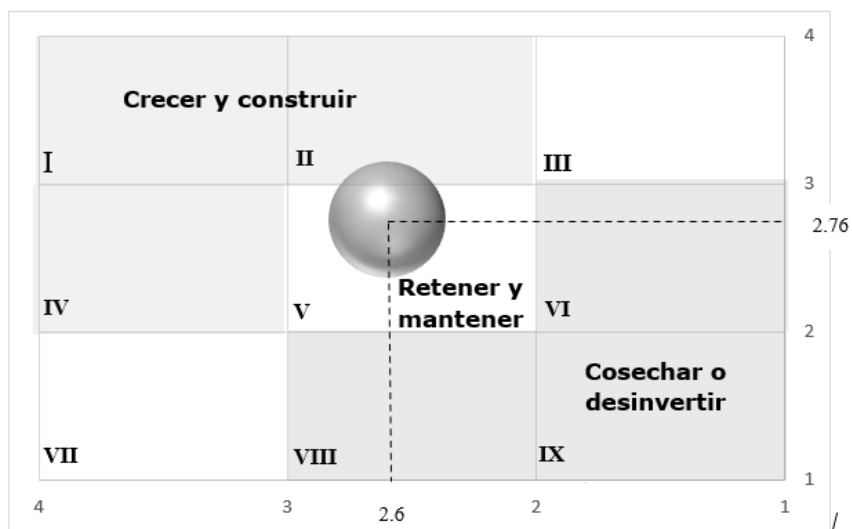 4
Crecer y construir
I
II
III
3
2.76
Retener y
mantener
IV
V
VI
2
Cosechar o
desinvertir
VII
VIII
IX
1
4
3
2.6
2
1
/